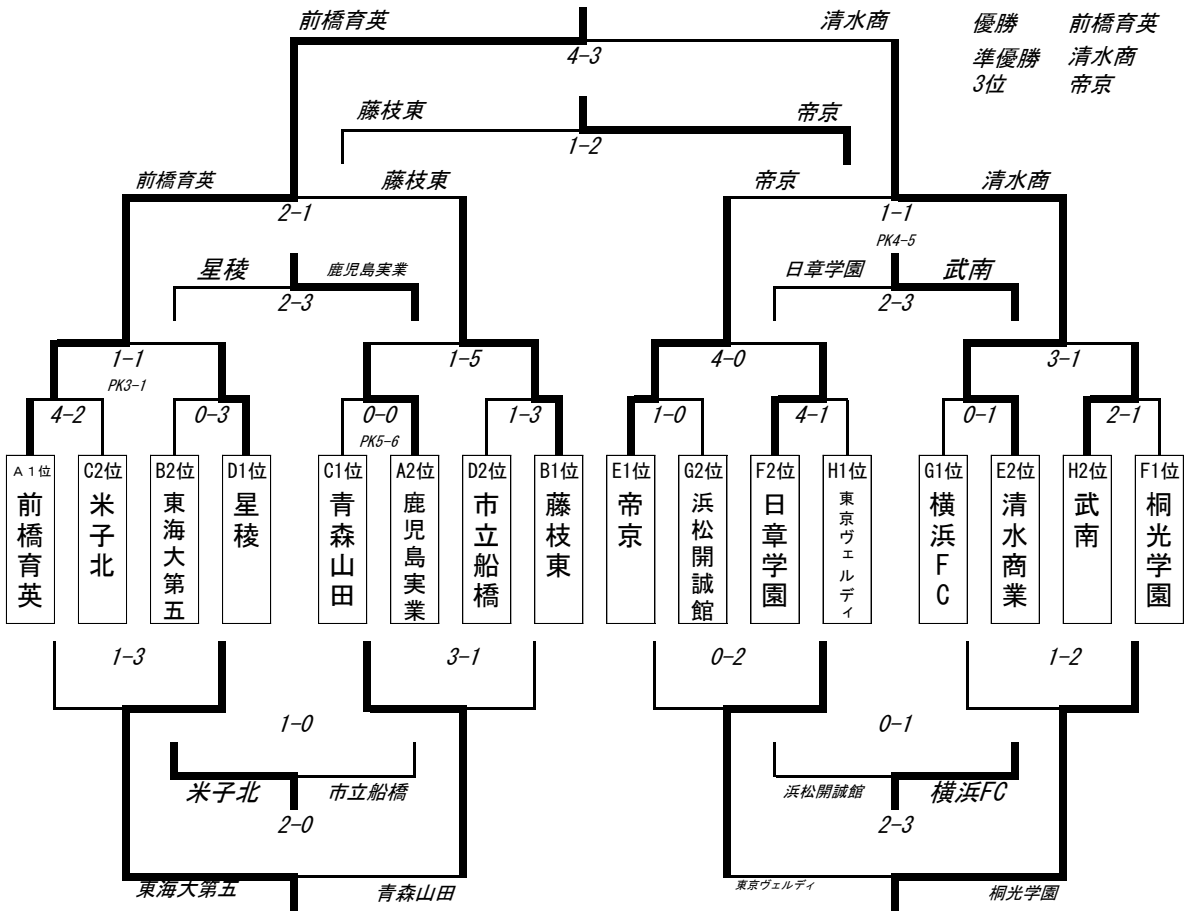 前橋育英 清水商 優勝 前橋育英
4-3 準優勝 清水商
3位 帝京
藤枝東 帝京
1-2
前橋育英 藤枝東 帝京 清水商
2-1 1-1
PK4-5
星稜 鹿児島実業 日章学園 武南
2-3 2-3
1-1 1-5 4-0 3-1
PK3-1
4-2 0-3 0-0 1-3 1-0 4-1 0-1 2-1
PK5-6
A1位 C2位 B2位 D1位 C1位 A2位 D2位 B1位 E1位 G2位 F2位 H1位 G1位 E2位 H2位 F1位
前橋育英
米子北
東海大第五
星稜
青森山田
鹿児島実業
市立船橋
藤枝東
帝京
浜松開誠館
日章学園
東京ヴェルディ
横浜FC
清水商業
武南
桐光学園
1-3 3-1 0-2 1-2
1-0 0-1
米子北 市立船橋 浜松開誠館 横浜FC
2-0 2-3
東海大第五 青森山田 東京ヴェルディ 桐光学園